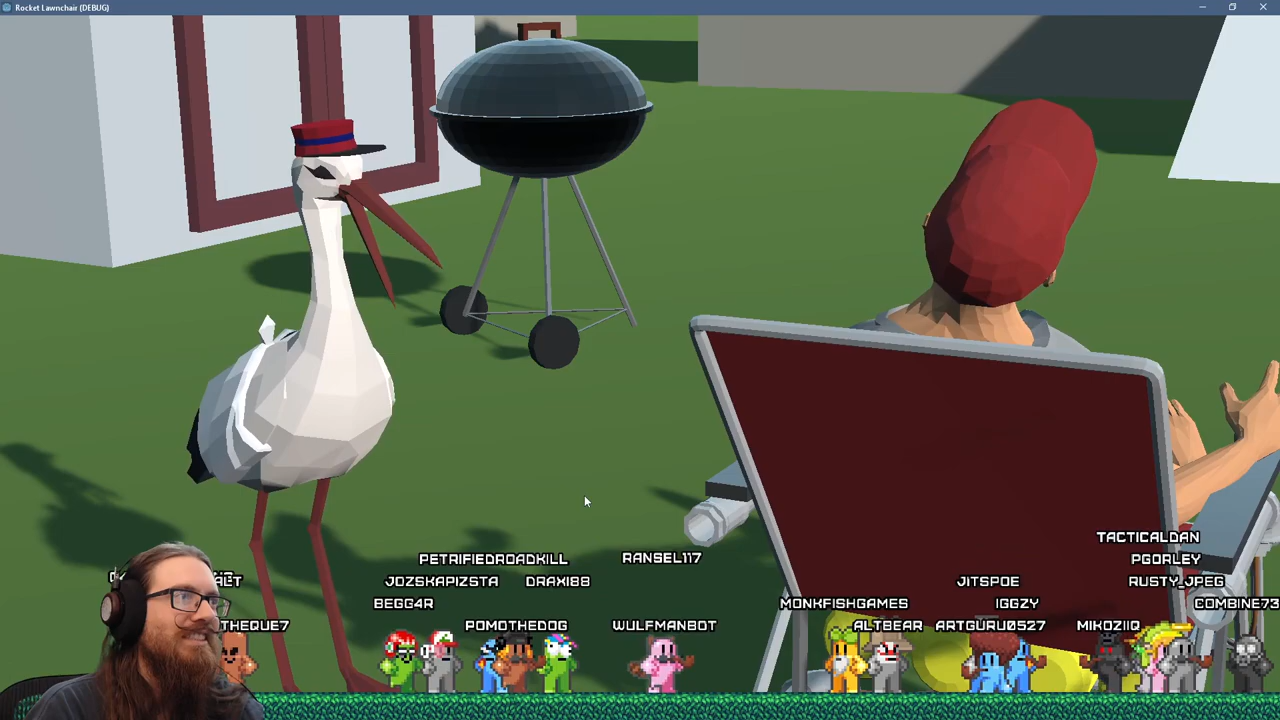 Rocket Lawnchair (DEBUG)
TACTICALDAN
PETRIFIEDROADKILL
RANSEL117
PGORLEY
JOZSKAPIZSTA
DRAXI88
JITSPOE
RUSTY_JPEG
BEGG4R
MONKFISHGAMES
IGGZY
COMBINE73
THEQUE7
POMOTHEDOG
WULFMANBOT
ALTBEAR
ARTGURU0527
MIKOZIIQ